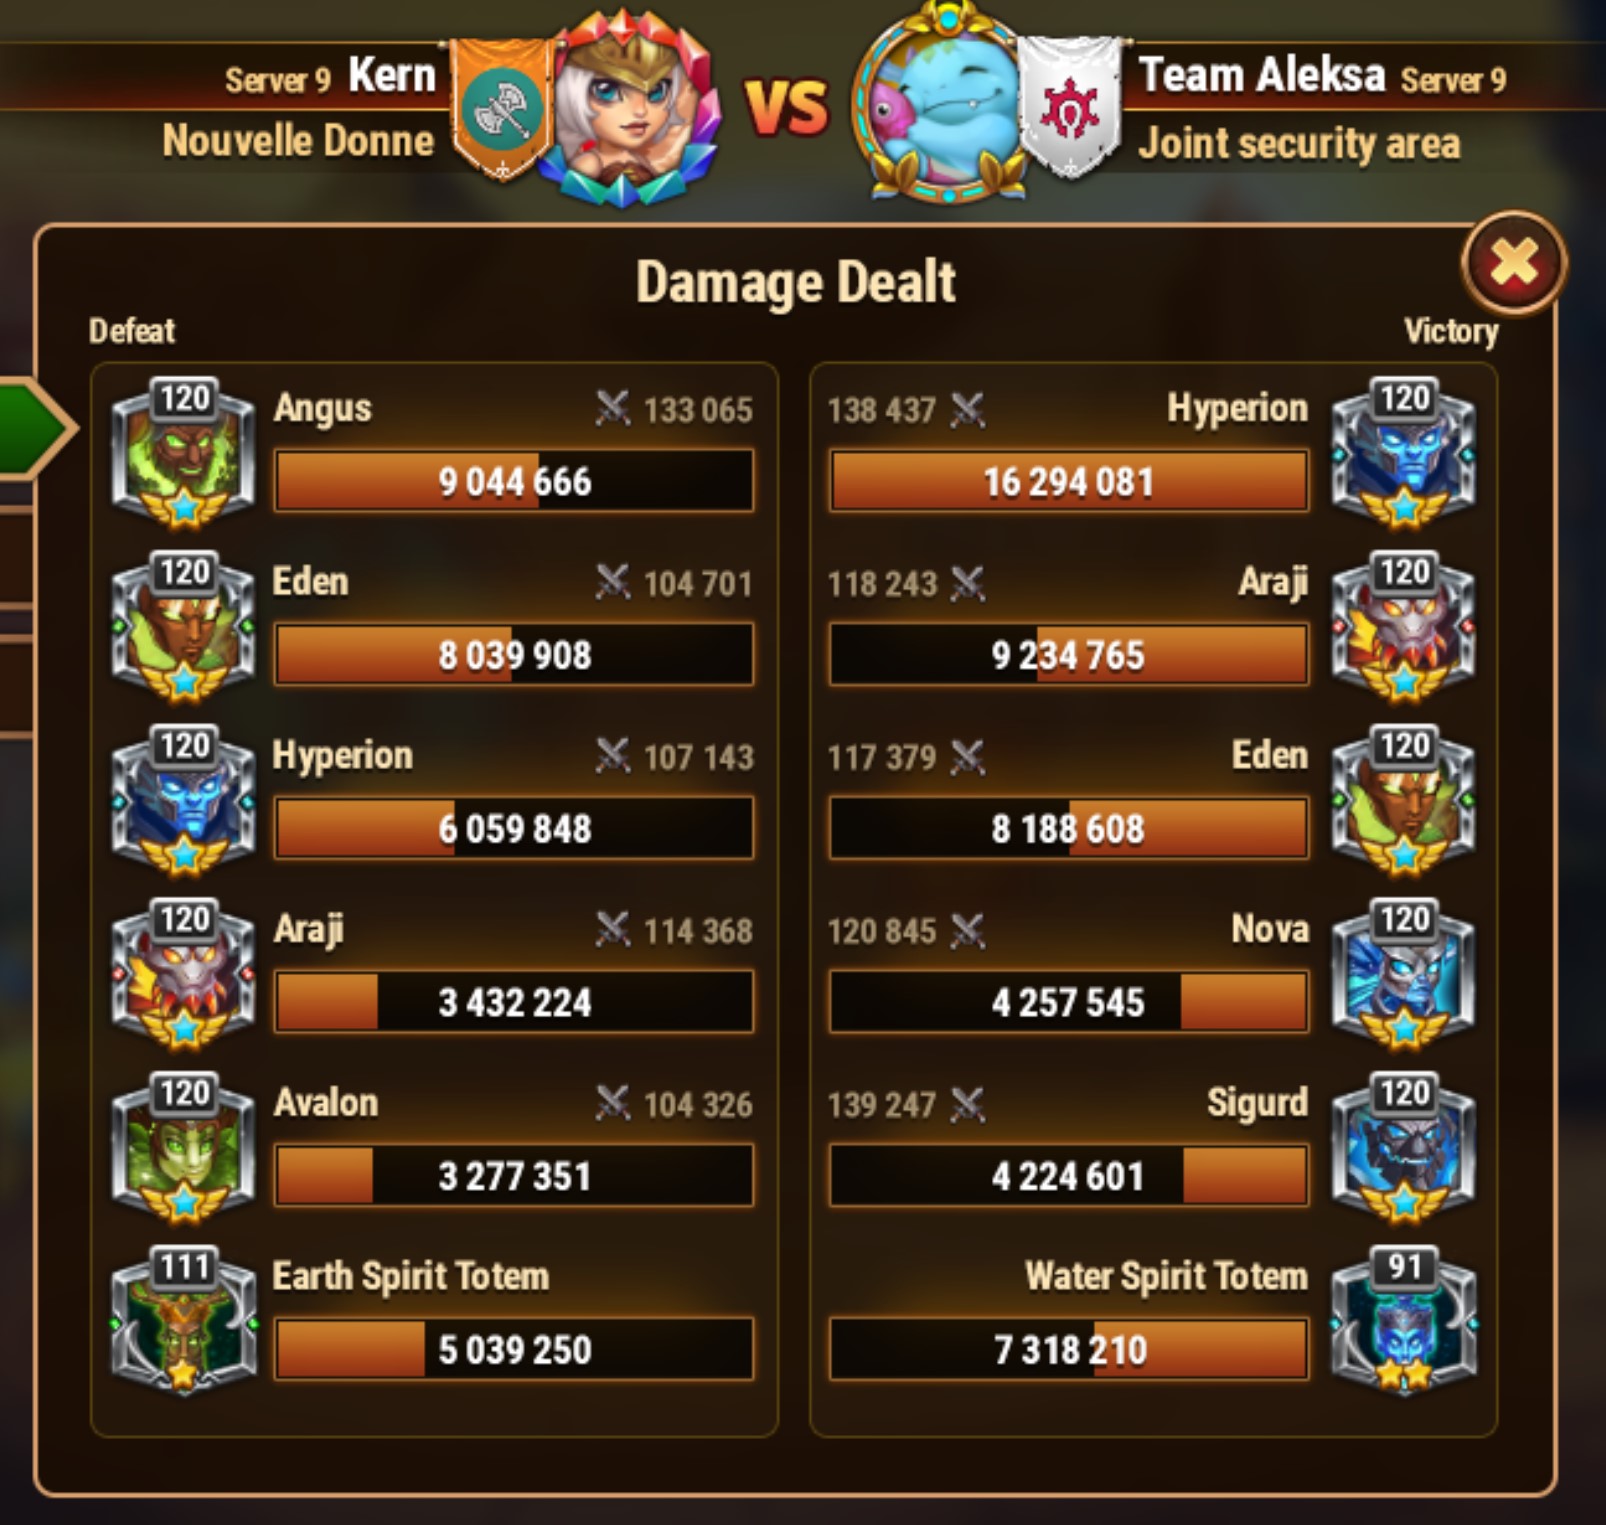 Server 9 Kern
Nouvelle Donne
VS
Team Aleksa Server 9
Joint security area
Damage Dealt
Defeat
Victory
120 Angus 133 065
9 044 666
120 Eden 104 701
8 039 908
120 Hyperion 107 143
6 059 848
120 Araji 114 368
3 432 224
120 Avalon 104 326
3 277 351
111 Earth Spirit Totem
5 039 250
138 437 Hyperion 120
16 294 081
118 243 Araji 120
9 234 765
117 379 Eden 120
8 188 608
120 845 Nova 120
4 257 545
139 247 Sigurd 120
4 224 601
Water Spirit Totem 91
7 318 210